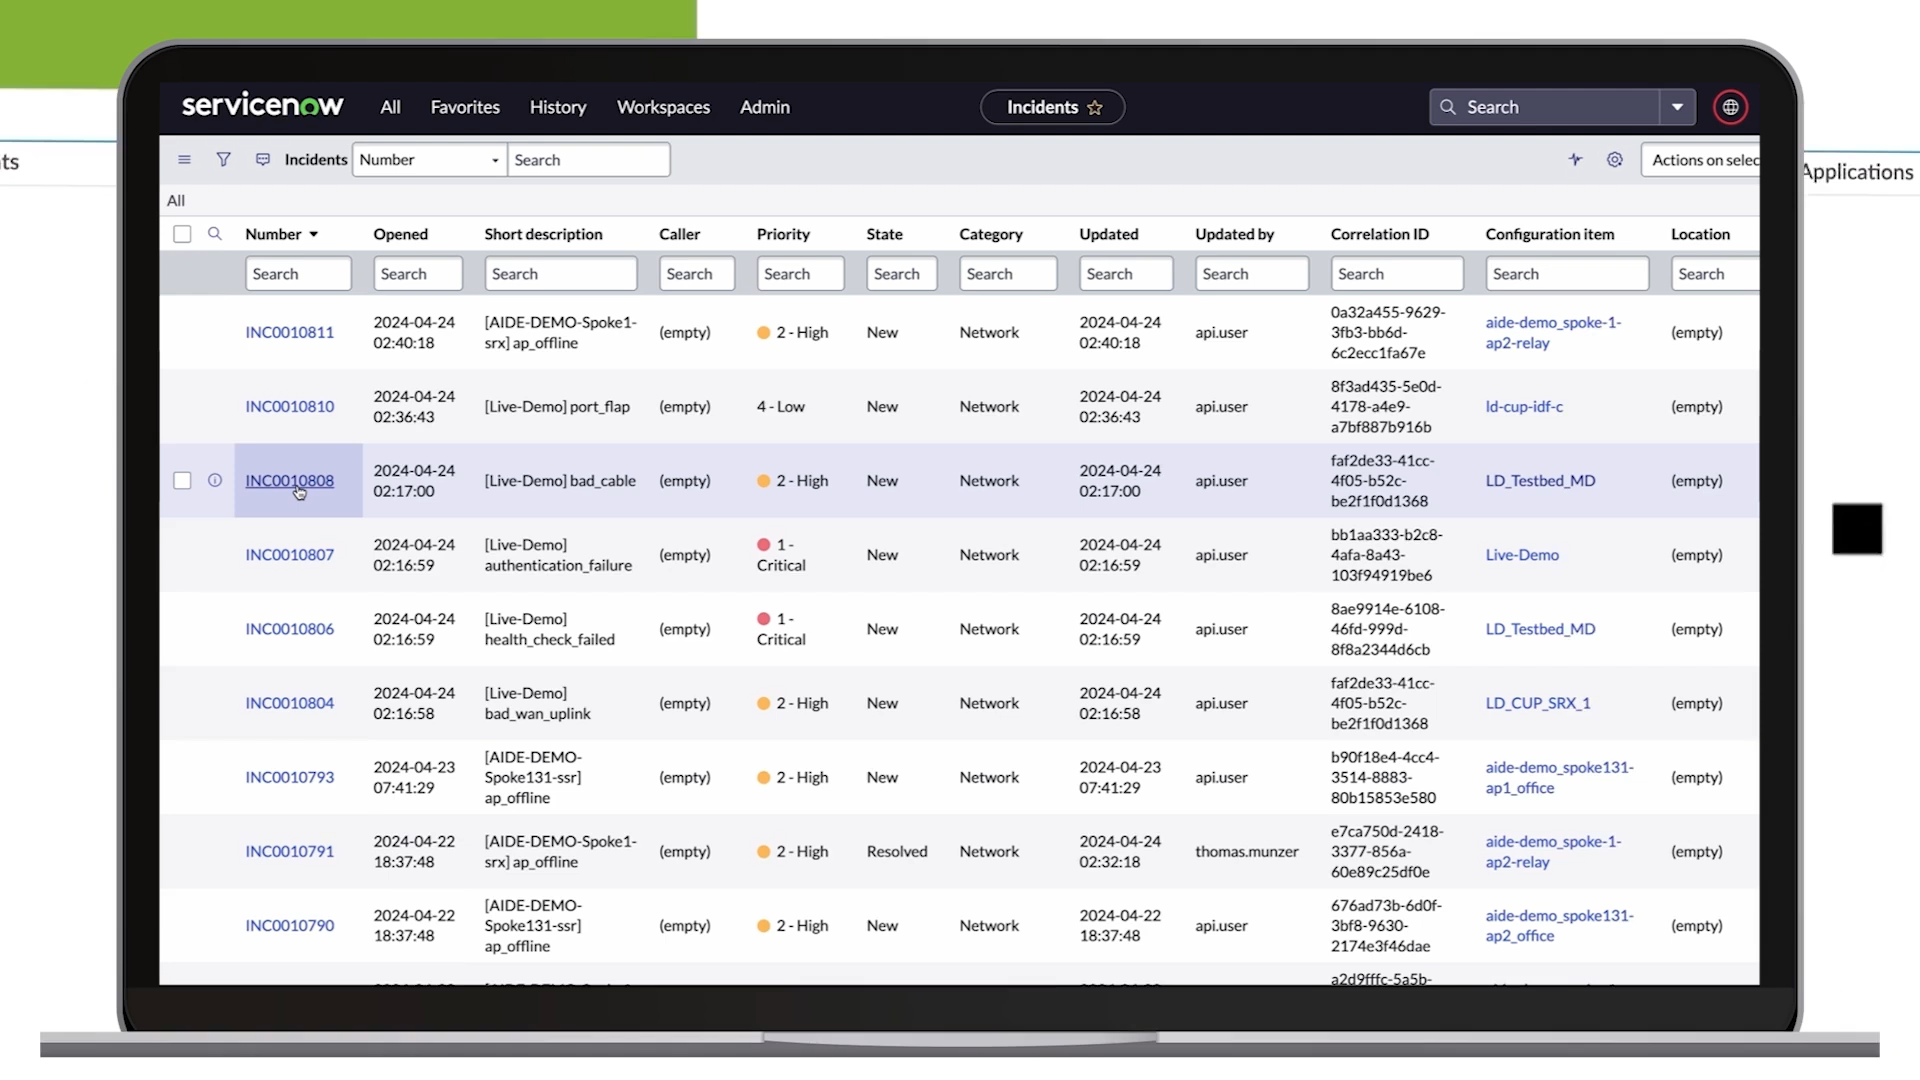 servicenow All Favorites History Workspaces Admin Incidents Search
ts
Applications
Incidents Number Search Actions on selec
All
Number Opened Short description Caller Priority State Category Updated Updated by Correlation ID Configuration item Location
Search Search Search Search Search Search Search Search Search Search Search Search
INC0010811 2024-04-24 02:40:18 [AIDE-DEMO-Spoke1-srx] ap_offline (empty) 2 - High New Network 2024-04-24 02:40:18 api.user 0a32a455-9629-3fb3-bb6d-6c2ecc1fa67e aide-demo_spoke-1-ap2-relay (empty)
INC0010810 2024-04-24 02:36:43 [Live-Demo] port_flap (empty) 4 - Low New Network 2024-04-24 02:36:43 api.user 8f3ad435-5e0d-4178-a4e9-a7bf887b916b ld-cup-idf-c (empty)
INC0010808 2024-04-24 02:17:00 [Live-Demo] bad_cable (empty) 2 - High New Network 2024-04-24 02:17:00 api.user faf2de33-41cc-4f05-b52c-be2f1f0d1368 LD_Testbed_MD (empty)
INC0010807 2024-04-24 02:16:59 [Live-Demo] authentication_failure (empty) 1 - Critical New Network 2024-04-24 02:16:59 api.user bb1aa333-b2c8-4afa-8a43-103f94919be6 Live-Demo (empty)
INC0010806 2024-04-24 02:16:59 [Live-Demo] health_check_failed (empty) 1 - Critical New Network 2024-04-24 02:16:59 api.user 8ae9914e-6108-46fd-999d-8f8a2344d6cb LD_Testbed_MD (empty)
INC0010804 2024-04-24 02:16:58 [Live-Demo] bad_wan_uplink (empty) 2 - High New Network 2024-04-24 02:16:58 api.user faf2de33-41cc-4f05-b52c-be2f1f0d1368 LD_CUP_SRX_1 (empty)
INC0010793 2024-04-23 07:41:29 [AIDE-DEMO-Spoke131-ssr] ap_offline (empty) 2 - High New Network 2024-04-23 07:41:29 api.user b90f18e4-4cc4-3514-8883-80b15853e580 aide-demo_spoke131-ap1_office (empty)
INC0010791 2024-04-22 18:37:48 [AIDE-DEMO-Spoke1-srx] ap_offline (empty) 2 - High Resolved Network 2024-04-24 02:32:18 thomas.munzer e7ca750d-2418-3377-856a-60e89c25df0e aide-demo_spoke-1-ap2-relay (empty)
INC0010790 2024-04-22 18:37:48 [AIDE-DEMO-Spoke131-ssr] ap_offline (empty) 2 - High New Network 2024-04-22 18:37:48 api.user 676ad73b-6d0f-3bf8-9630-2174e3f46dae aide-demo_spoke131-ap2_office (empty)
a2d9fffc-5a5b-